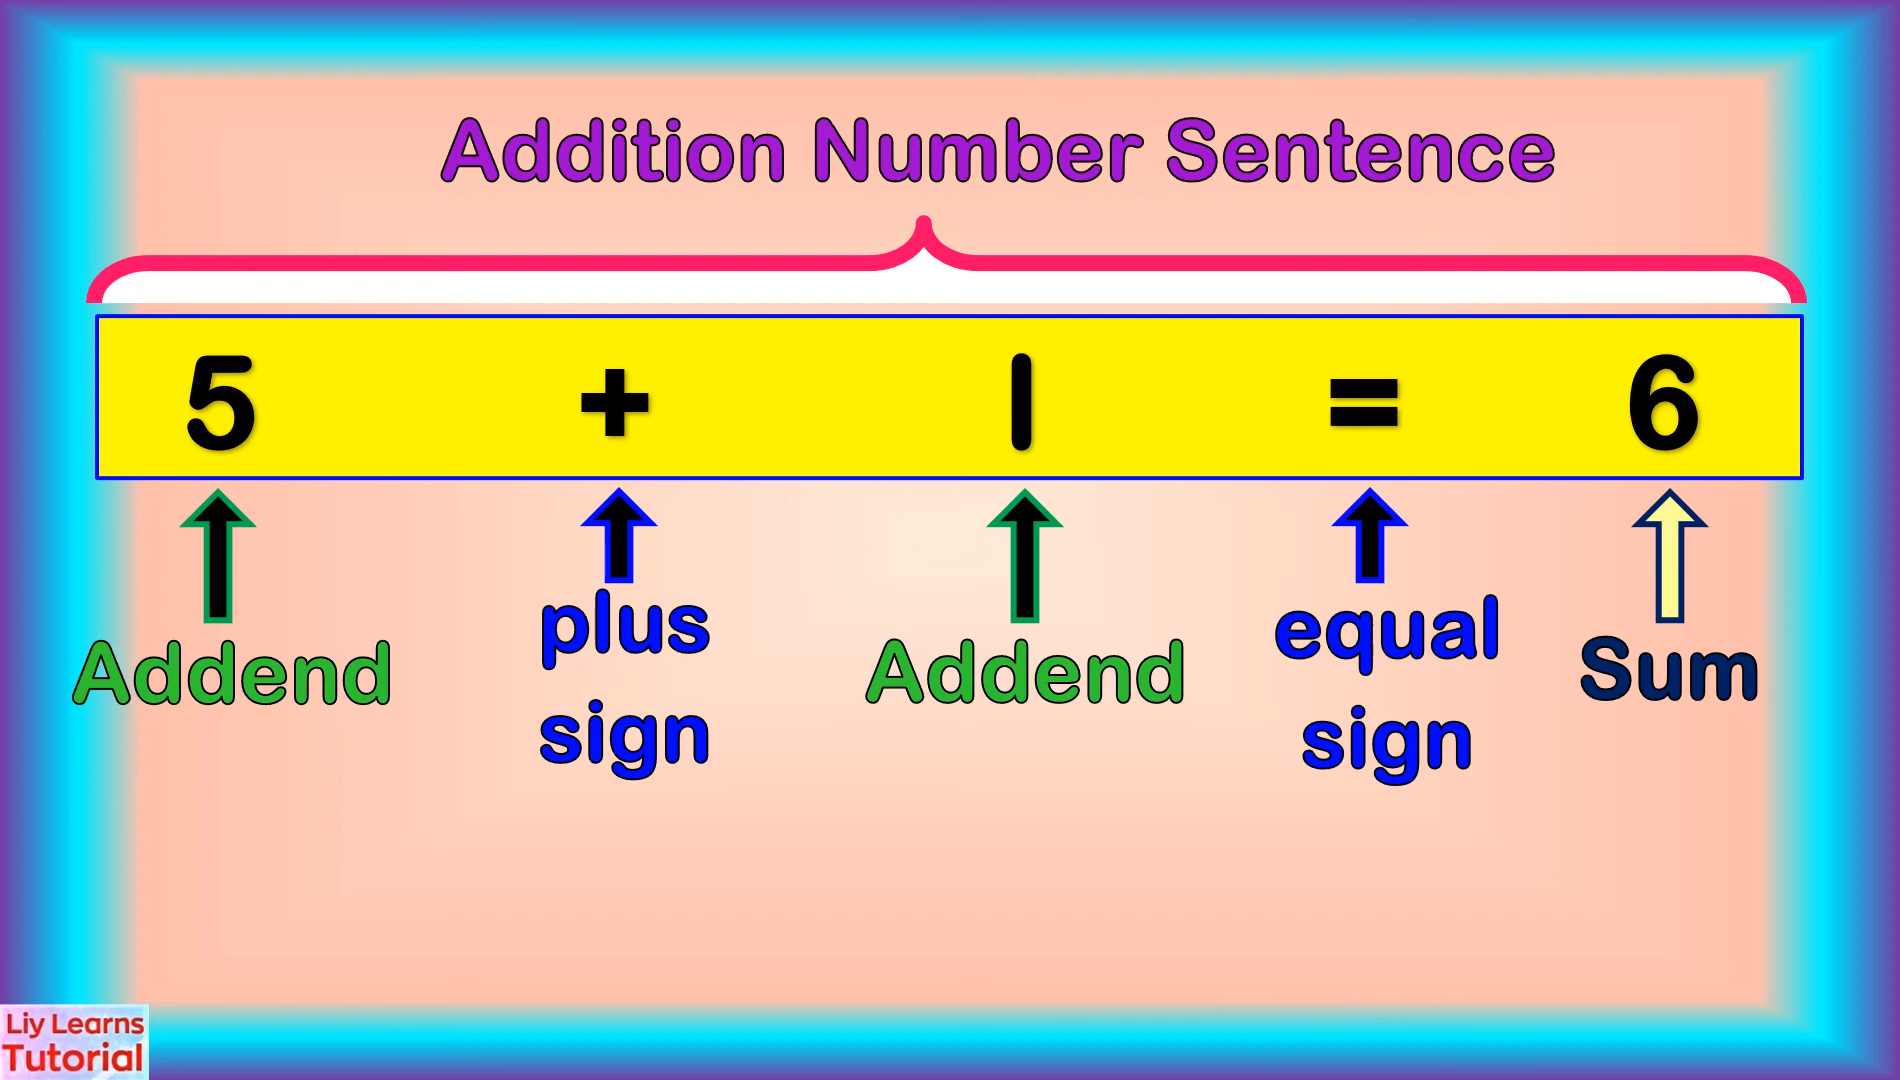 Addition Number Sentence
5 + 1 = 6
Addend plus sign Addend equal sign Sum
Liy Learns
Tutorial